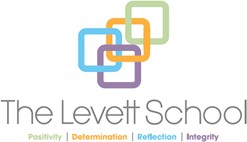 The Levett School
Positivity | Determination | Reflection | Integrity